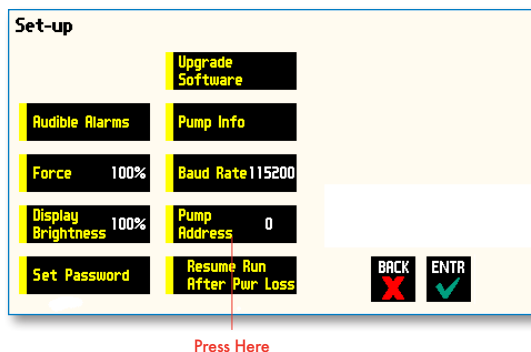 Set-up
Upgrade
Software
Audible Alarms
Pump Info
Force 100%
Baud Rate 115200
Display
Brightness 100%
Pump
Address 0
Set Password
Resume Run
After Pwr Loss
BACK
ENTR
Press Here